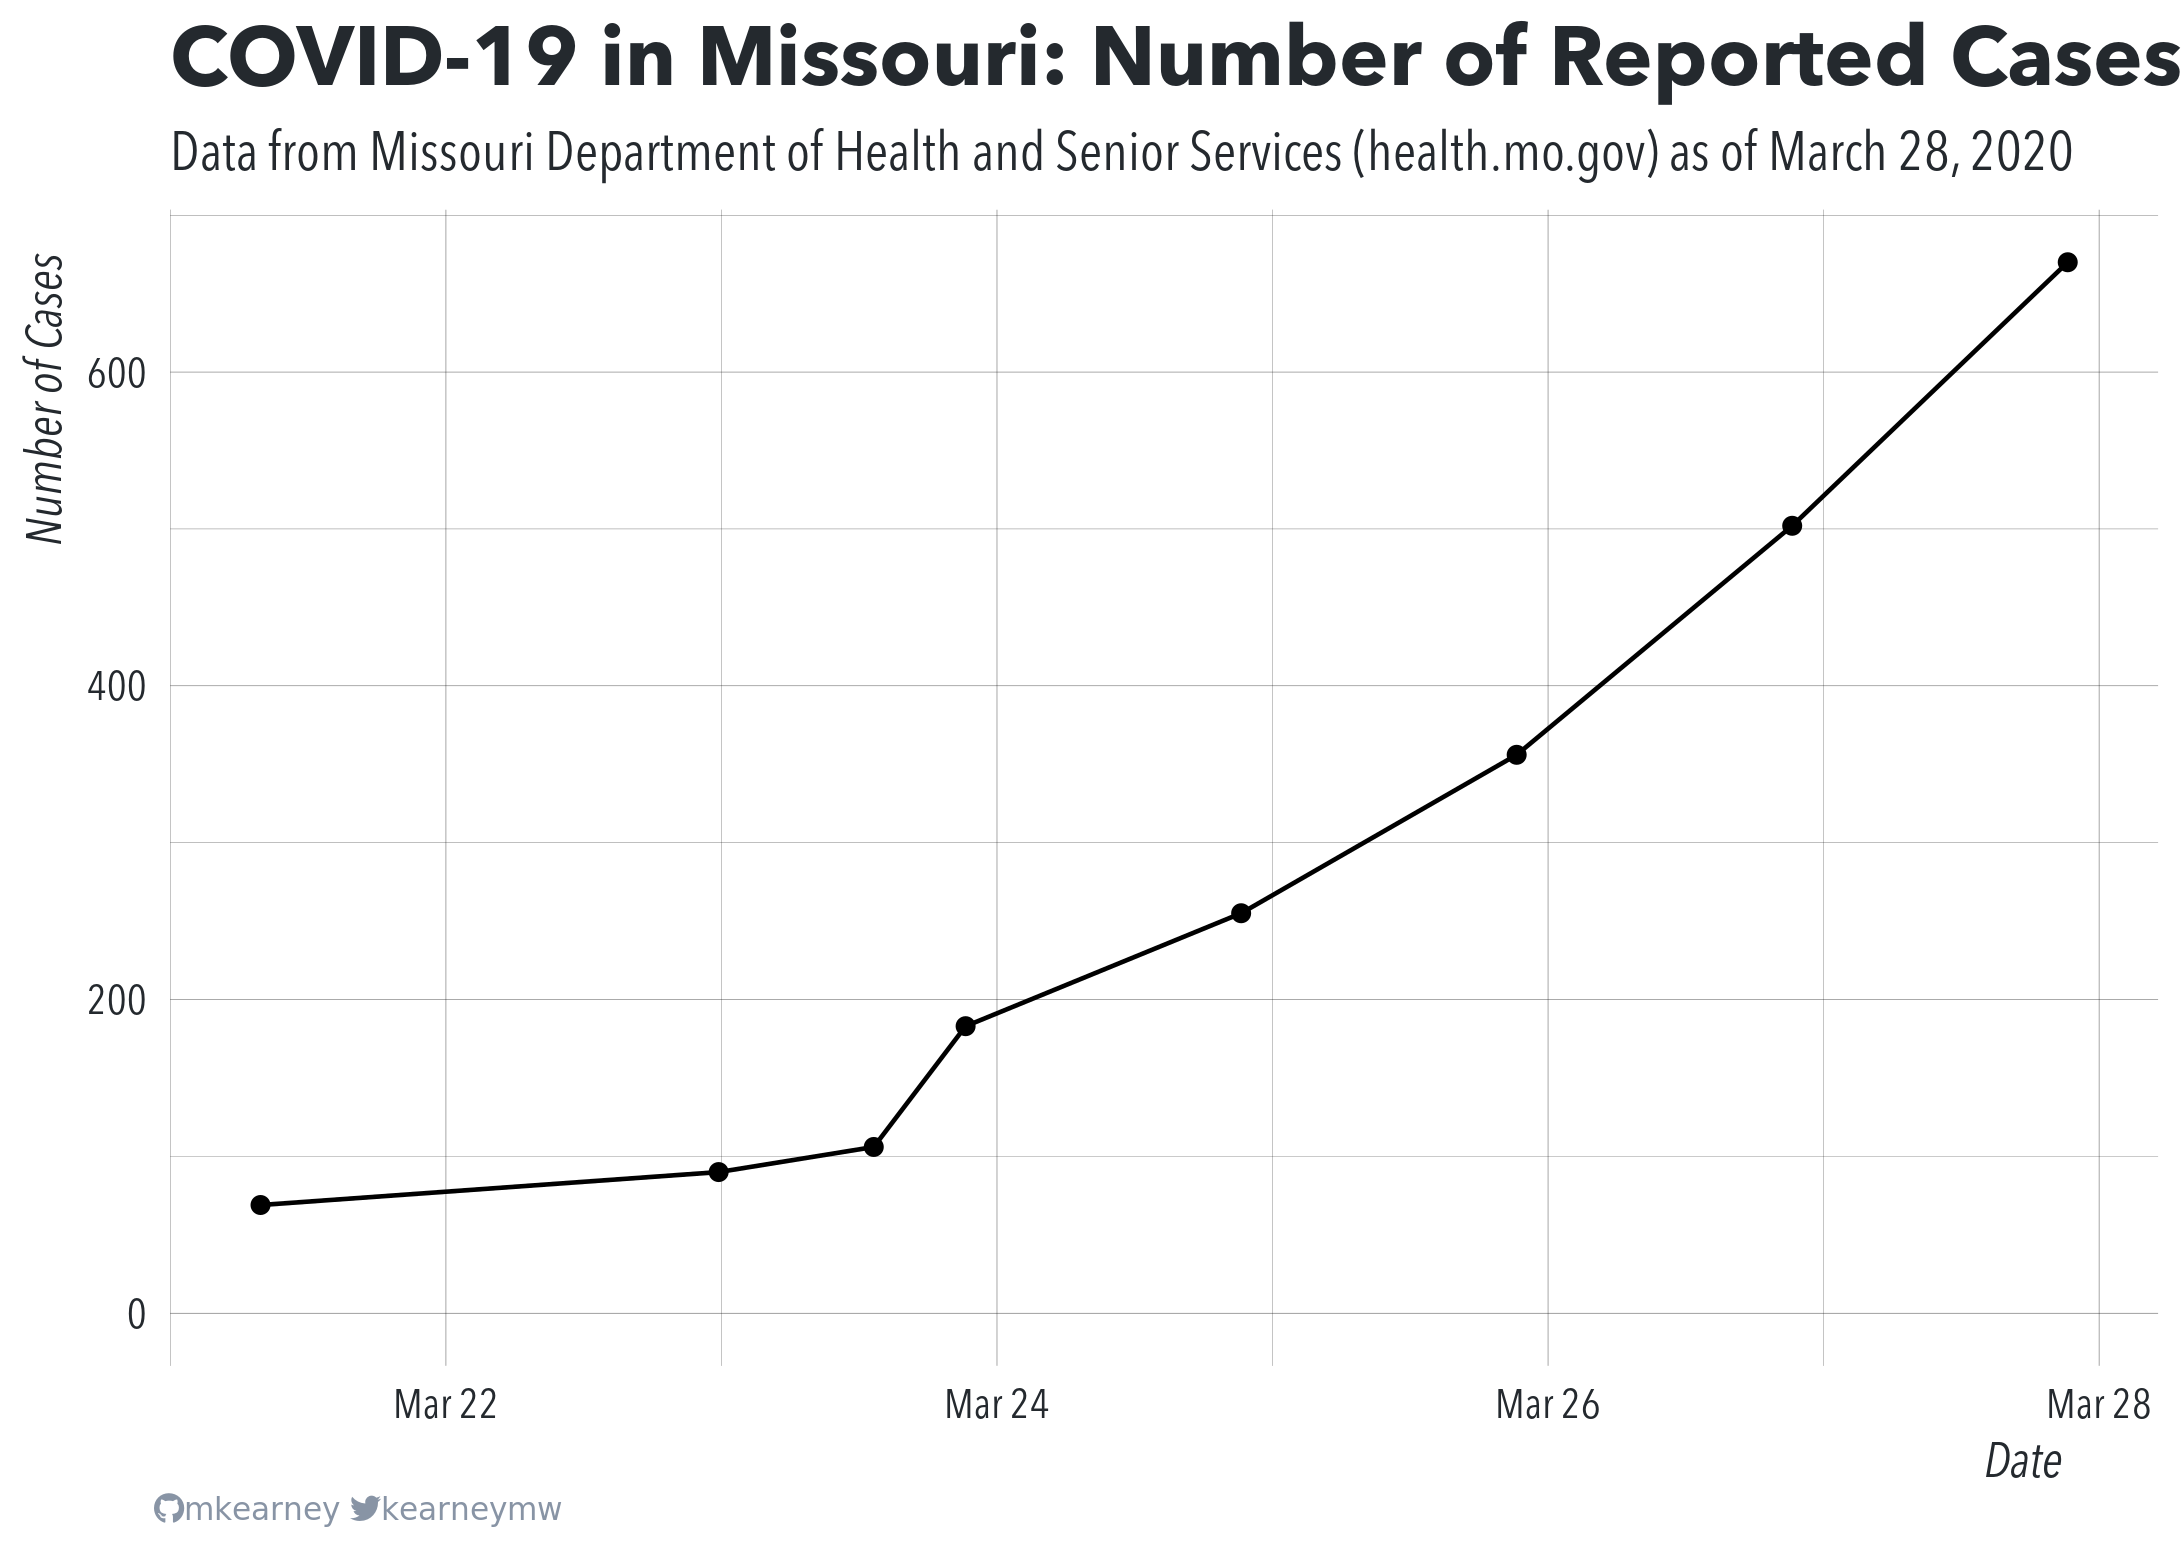 COVID-19 in Missouri: Number of Reported Cases
Data from Missouri Department of Health and Senior Services (health.mo.gov) as of March 28, 2020
Number of Cases
600
400
200
0
Mar 22
Mar 24
Mar 26
Mar 28
Date
mkearney kearneymw